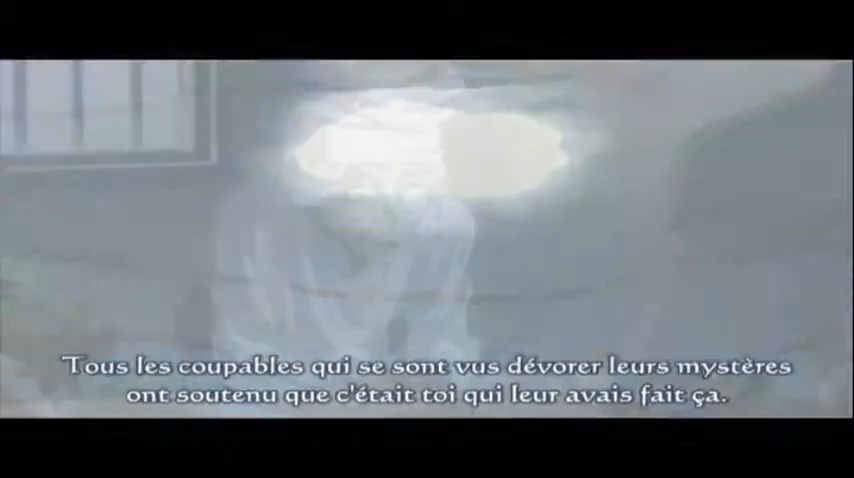 Tous les coupables qui se sont vus dévorer leurs mystères
ont soutenu que c'était toi qui leur avais fait ça.